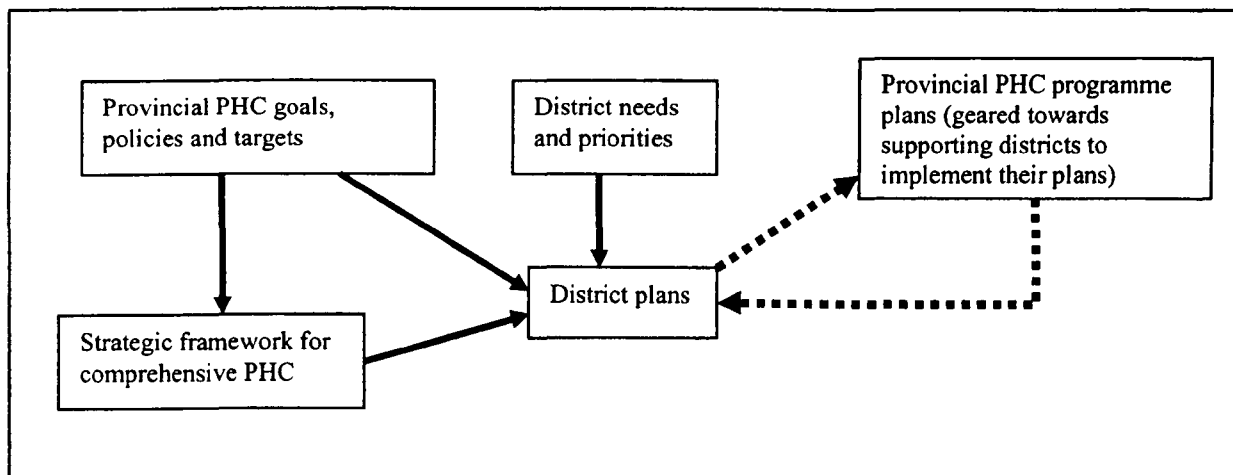 Provincial PHC goals,
policies and targets
District needs
and priorities
Provincial PHC programme
plans (geared towards
supporting districts to
implement their plans)
District plans
Strategic framework for
comprehensive PHC